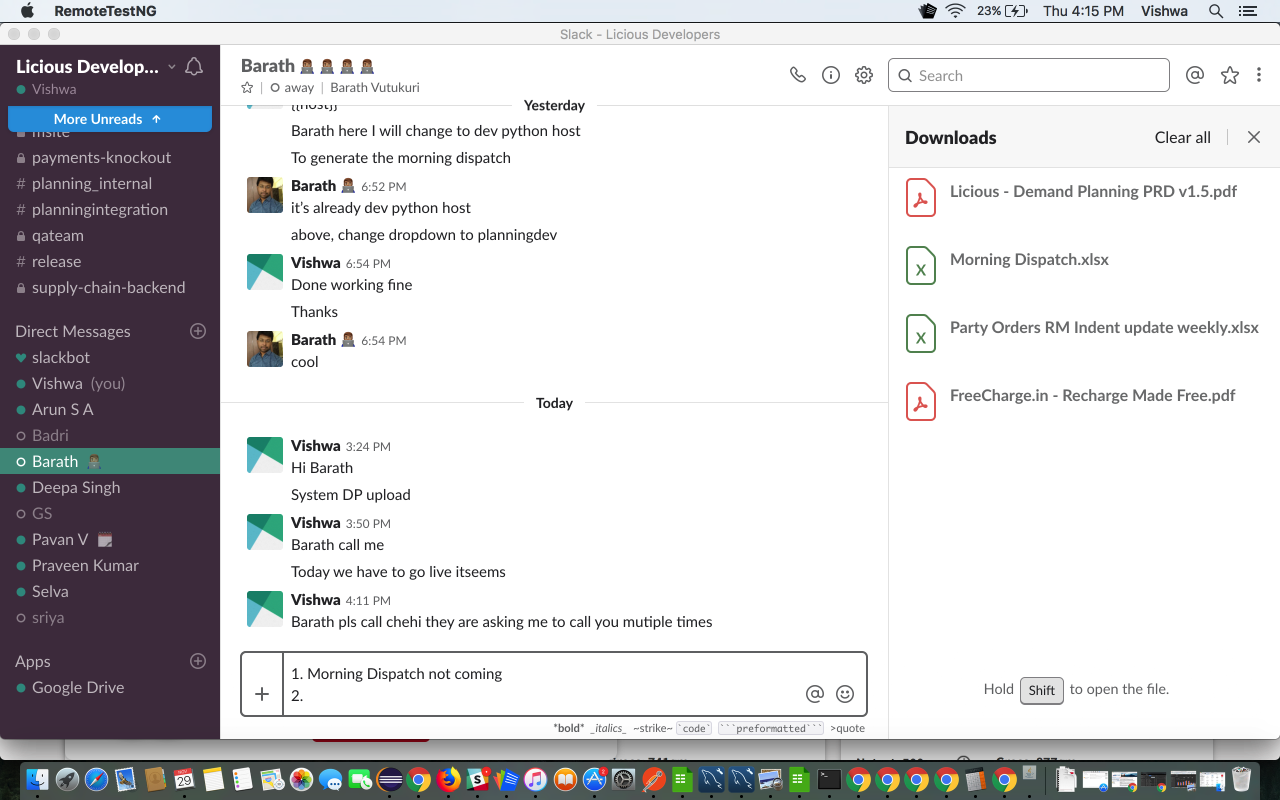 RemoteTestNG
23%
Thu 4:15 PM
Vishwa
Slack - Licious Developers
Licious Develop...
Vishwa
More Unreads ↑
msite
payments-knockout
# planning_internal
# planningintegration
qateam
# release
supply-chain-backend
Direct Messages
slackbot
Vishwa (you)
Arun S A
Badri
Barath
Deepa Singh
GS
Pavan V
Praveen Kumar
Selva
sriya
Apps
Google Drive
Barath
away
Barath Vutukuri
Search
{{host}}
Yesterday
Barath here I will change to dev python host
To generate the morning dispatch
Barath 6:52 PM
it's already dev python host
above, change dropdown to planningdev
Vishwa 6:54 PM
Done working fine
Thanks
Barath 6:54 PM
cool
Today
Vishwa 3:24 PM
Hi Barath
System DP upload
Vishwa 3:50 PM
Barath call me
Today we have to go live itseems
Vishwa 4:11 PM
Barath pls call chehi they are asking me to call you mutiple times
1. Morning Dispatch not coming
2.
*bold* _italics_ ~strike~ `code` ```preformatted``` >quote
Downloads
Clear all
Licious - Demand Planning PRD v1.5.pdf
Morning Dispatch.xlsx
Party Orders RM Indent update weekly.xlsx
FreeCharge.in - Recharge Made Free.pdf
Hold Shift to open the file.
29